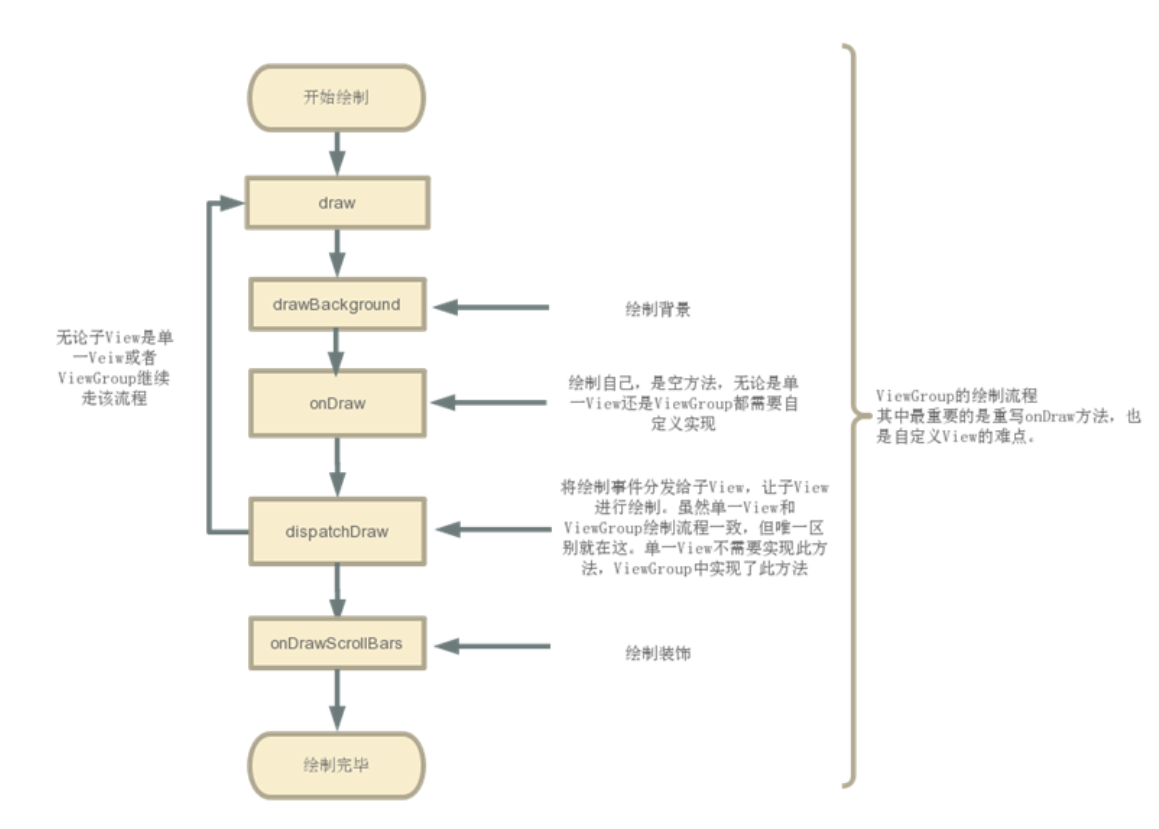 开始绘制
draw
drawBackground
绘制背景
无论子View是单
一Veiw或者
ViewGroup继续
走该流程
onDraw
绘制自己，是空方法，无论是单
一View还是ViewGroup都需要自
定义实现
ViewGroup的绘制流程
其中最重要的是重写onDraw方法，也
是自定义View的难点。
dispatchDraw
将绘制事件分发给子View，让子View
进行绘制。虽然单一View和
ViewGroup绘制流程一致，但唯一区
别就在这。单一View不需要实现此方
法，ViewGroup中实现了此方法
onDrawScrollBars
绘制装饰
绘制完毕